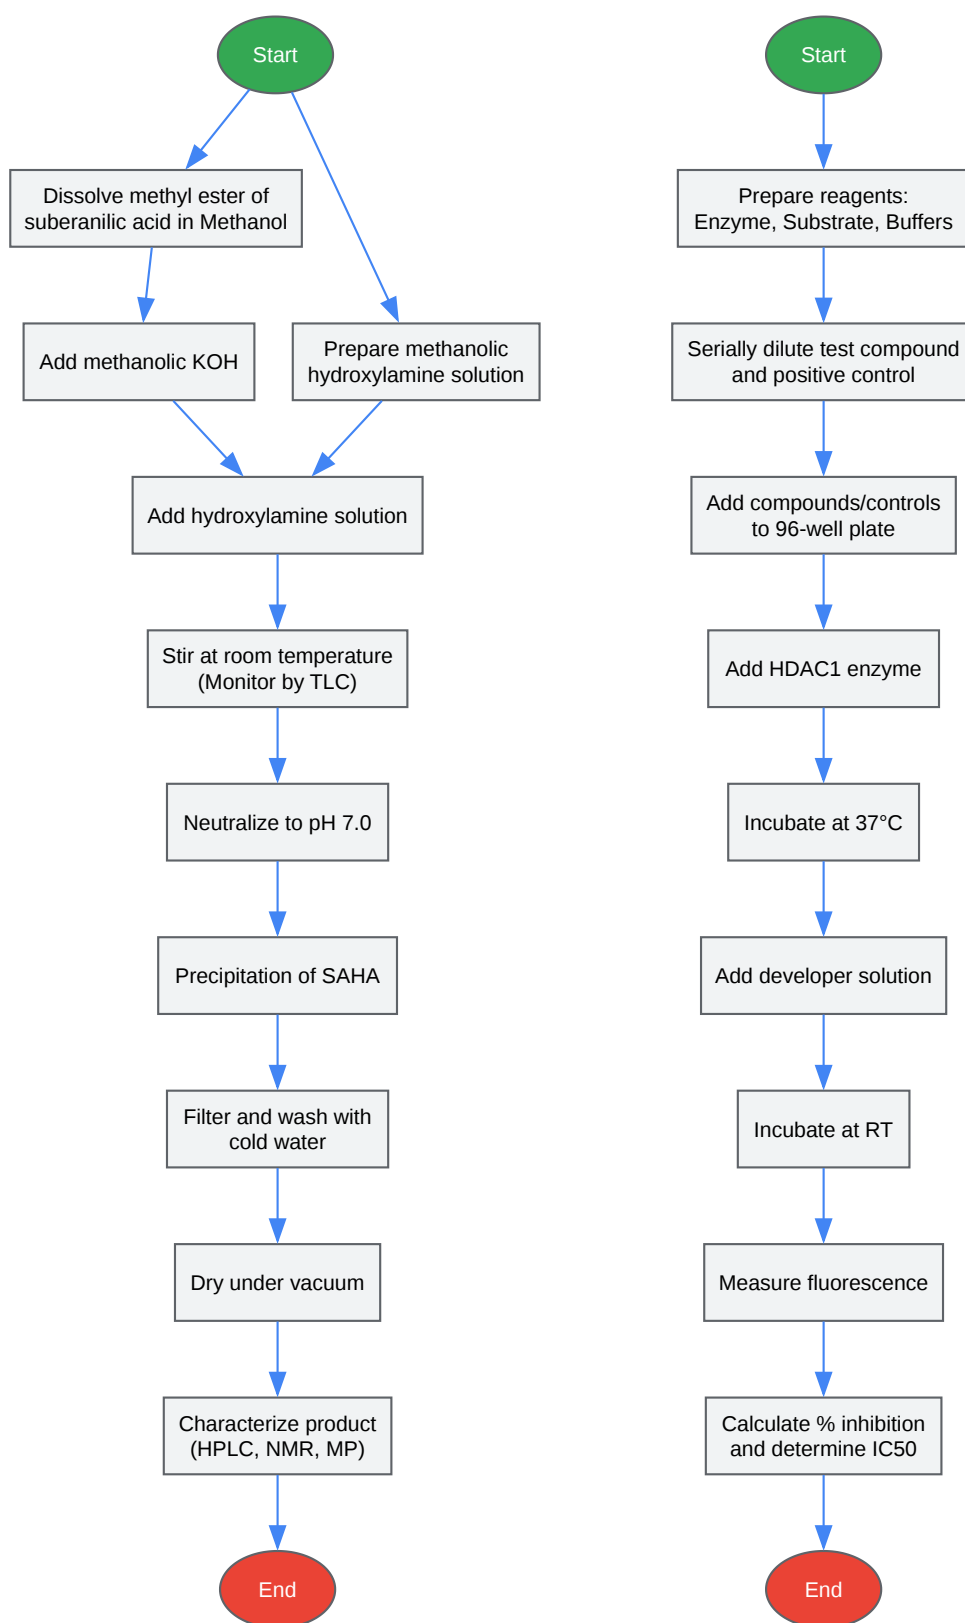 Start
Dissolve methyl ester of
suberanilic acid in Methanol
Add methanolic KOH
Prepare methanolic
hydroxylamine solution
Add hydroxylamine solution
Stir at room temperature
(Monitor by TLC)
Neutralize to pH 7.0
Precipitation of SAHA
Filter and wash with
cold water
Dry under vacuum
Characterize product
(HPLC, NMR, MP)
End
Start
Prepare reagents:
Enzyme, Substrate, Buffers
Serially dilute test compound
and positive control
Add compounds/controls
to 96-well plate
Add HDAC1 enzyme
Incubate at 37°C
Add developer solution
Incubate at RT
Measure fluorescence
Calculate % inhibition
and determine IC50
End